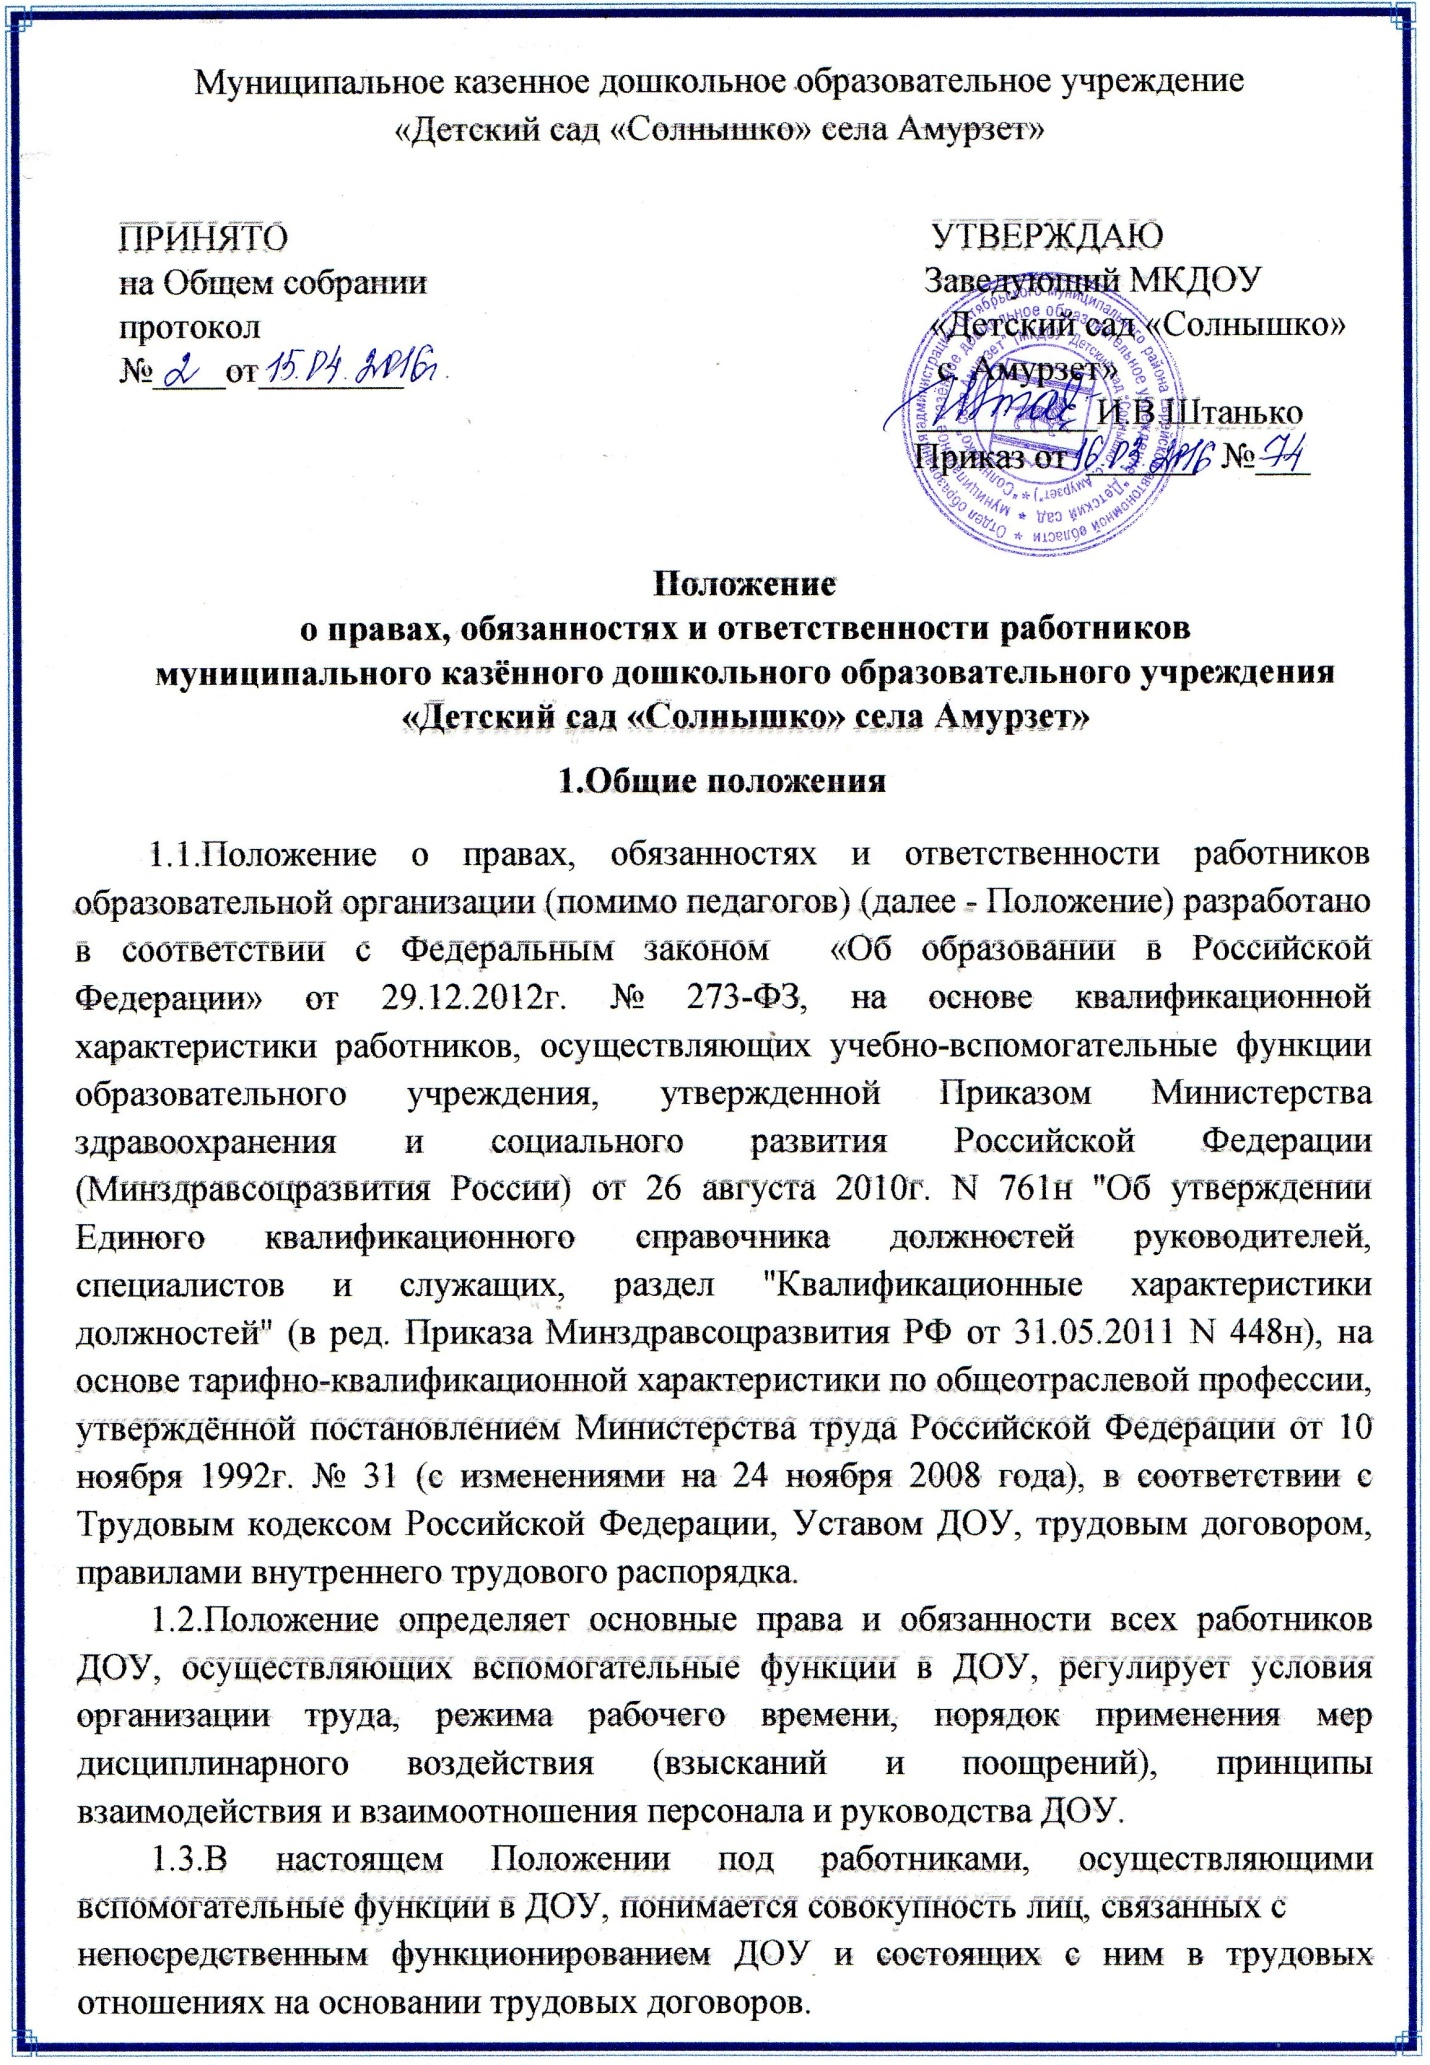 Муниципальное казенное дошкольное образовательное учреждение
«Детский сад «Солнышко» села Амурзет»
ПРИНЯТО
на Общем собрании
протокол
№ 2 от 15.04.2016г.
УТВЕРЖДАЮ
Заведующий МКДОУ
«Детский сад «Солнышко»
с. Амурзет»
И.В.Штанько
Приказ от 16 2016 № 74
Положение
о правах, обязанностях и ответственности работников
муниципального казённого дошкольного образовательного учреждения
«Детский сад «Солнышко» села Амурзет»
1.Общие положения
1.1.Положение о правах, обязанностях и ответственности работников
образовательной организации (помимо педагогов) (далее - Положение) разработано
в соответствии с Федеральным законом «Об образовании в Российской
Федерации» от 29.12.2012г. № 273-ФЗ, на основе квалификационной
характеристики работников, осуществляющих учебно-вспомогательные функции
образовательного учреждения, утвержденной Приказом Министерства
здравоохранения и социального развития Российской Федерации
(Минздравсоцразвития России) от 26 августа 2010г. N 761н "Об утверждении
Единого квалификационного справочника должностей руководителей,
специалистов и служащих, раздел "Квалификационные характеристики
должностей" (в ред. Приказа Минздравсоцразвития РФ от 31.05.2011 N 448н), на
основе тарифно-квалификационной характеристики по общеотраслевой профессии,
утверждённой постановлением Министерства труда Российской Федерации от 10
ноября 1992г. № 31 (с изменениями на 24 ноября 2008 года), в соответствии с
Трудовым кодексом Российской Федерации, Уставом ДОУ, трудовым договором,
правилами внутреннего трудового распорядка.
1.2.Положение определяет основные права и обязанности всех работников
ДОУ, осуществляющих вспомогательные функции в ДОУ, регулирует условия
организации труда, режима рабочего времени, порядок применения мер
дисциплинарного воздействия (взысканий и поощрений), принципы
взаимодействия и взаимоотношения персонала и руководства ДОУ.
1.3.В настоящем Положении под работниками, осуществляющими
вспомогательные функции в ДОУ, понимается совокупность лиц, связанных с
непосредственным функционированием ДОУ и состоящих с ним в трудовых
отношениях на основании трудовых договоров.